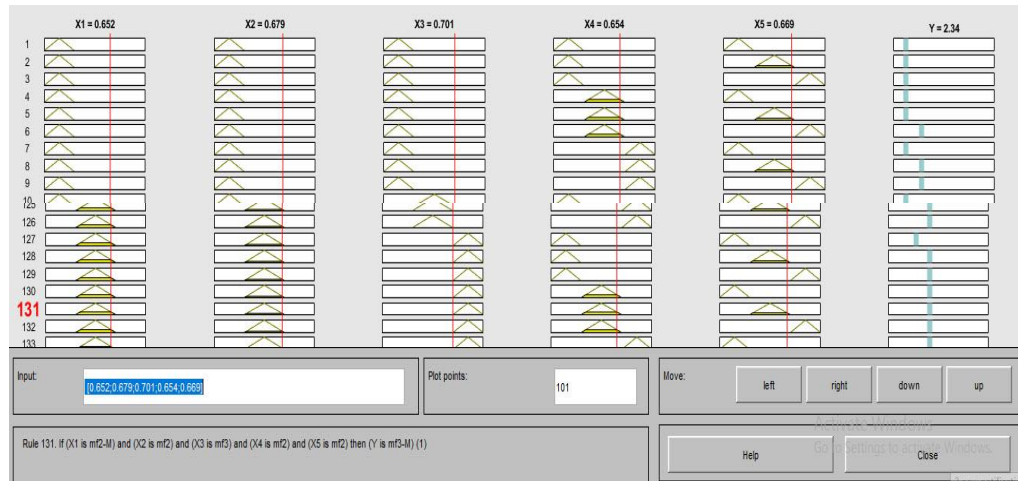 X1 = 0.652 X2 = 0.679 X3 = 0.701 X4 = 0.654 X5 = 0.669 Y = 2.34
1
2
3
4
5
6
7
8
9
126
127
128
129
130
131
132
133
Input: [0.652;0.679;0.701;0.654;0.669] Plot points: 101 Move: left right down up
Rule 131. If (X1 is mf2-M) and (X2 is mf2) and (X3 is mf3) and (X4 is mf2) and (X5 is mf2) then (Y is mf3-M) (1)
Help Close
Activate Windows
Go to Settings to activate Windows.